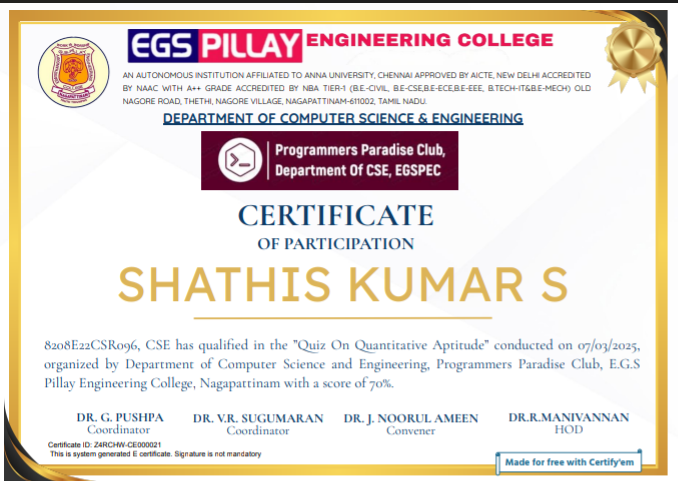 EGS PILLAY ENGINEERING COLLEGE
AN AUTONOMOUS INSTITUTION AFFILIATED TO ANNA UNIVERSITY, CHENNAI APPROVED BY AICTE, NEW DELHI ACCREDITED
BY NAAC WITH A++ GRADE ACCREDITED BY NBA TIER-1 (B.E-CIVIL, B.E-CSE,B.E-ECE,B.E-EEE, B.TECH-IT&B.E-MECH) OLD
NAGORE ROAD, THETHI, NAGORE VILLAGE, NAGAPATTINAM-611002, TAMIL NADU.
DEPARTMENT OF COMPUTER SCIENCE & ENGINEERING
Programmers Paradise Club,
Department Of CSE, EGSPEC
CERTIFICATE
OF PARTICIPATION
SHATHIS KUMAR S
8208E22CSR096, CSE has qualified in the "Quiz On Quantitative Aptitude" conducted on 07/03/2025,
organized by Department of Computer Science and Engineering, Programmers Paradise Club, E.G.S
Pillay Engineering College, Nagapattinam with a score of 70%.
DR. G. PUSHPA DR. V.R. SUGUMARAN DR. J. NOORUL AMEEN DR.R.MANIVANNAN
Coordinator Coordinator Convener HOD
Certificate ID: Z4RCHW-CE000021
This is system generated E certificate. Signature is not mandatory
Made for free with Certify'em